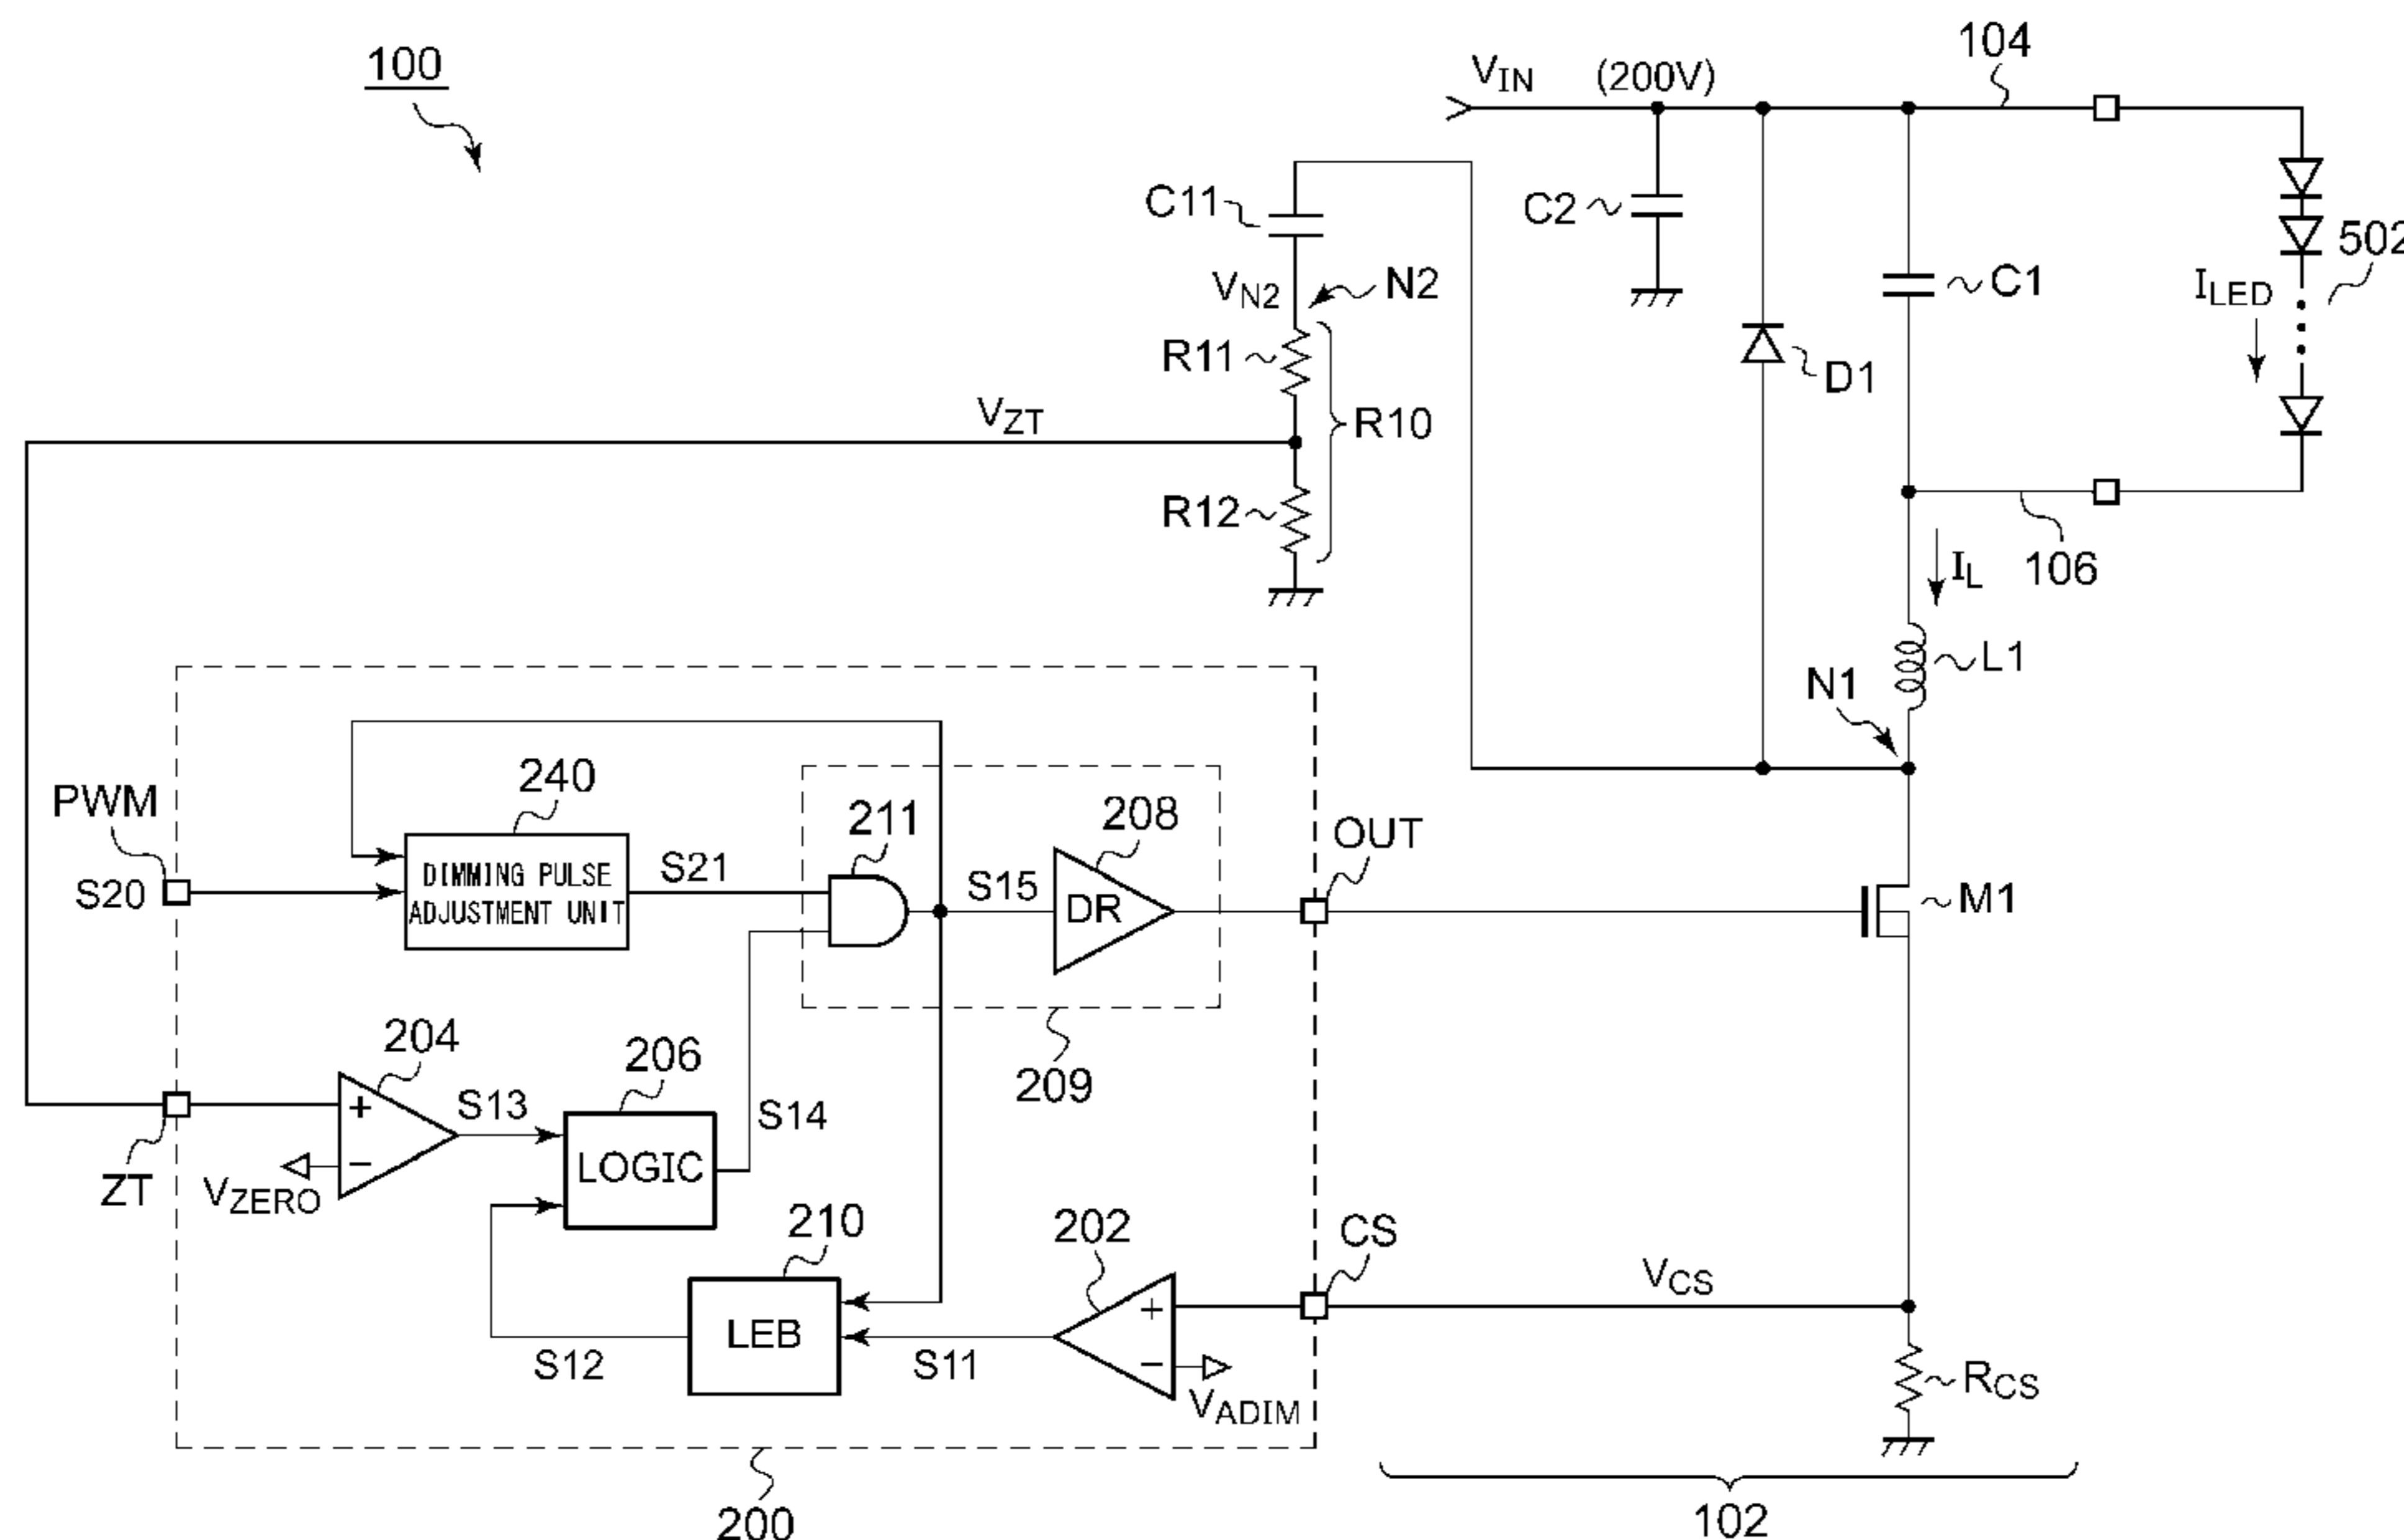 100
104
VIN (200V)
C11
C2
C1
502
ILED
VN2
N2
R11
D1
VZT
R10
R12
106
IL
L1
N1
240
PWM
211
208
OUT
S20
DIMMING PULSE
ADJUSTMENT UNIT
S21
S15
DR
M1
204
206
209
+
S13
S14
ZT
−
VZERO
LOGIC
210
202
CS
VCS
LEB
+
S12
S11
−
VADIM
RCS
200
102